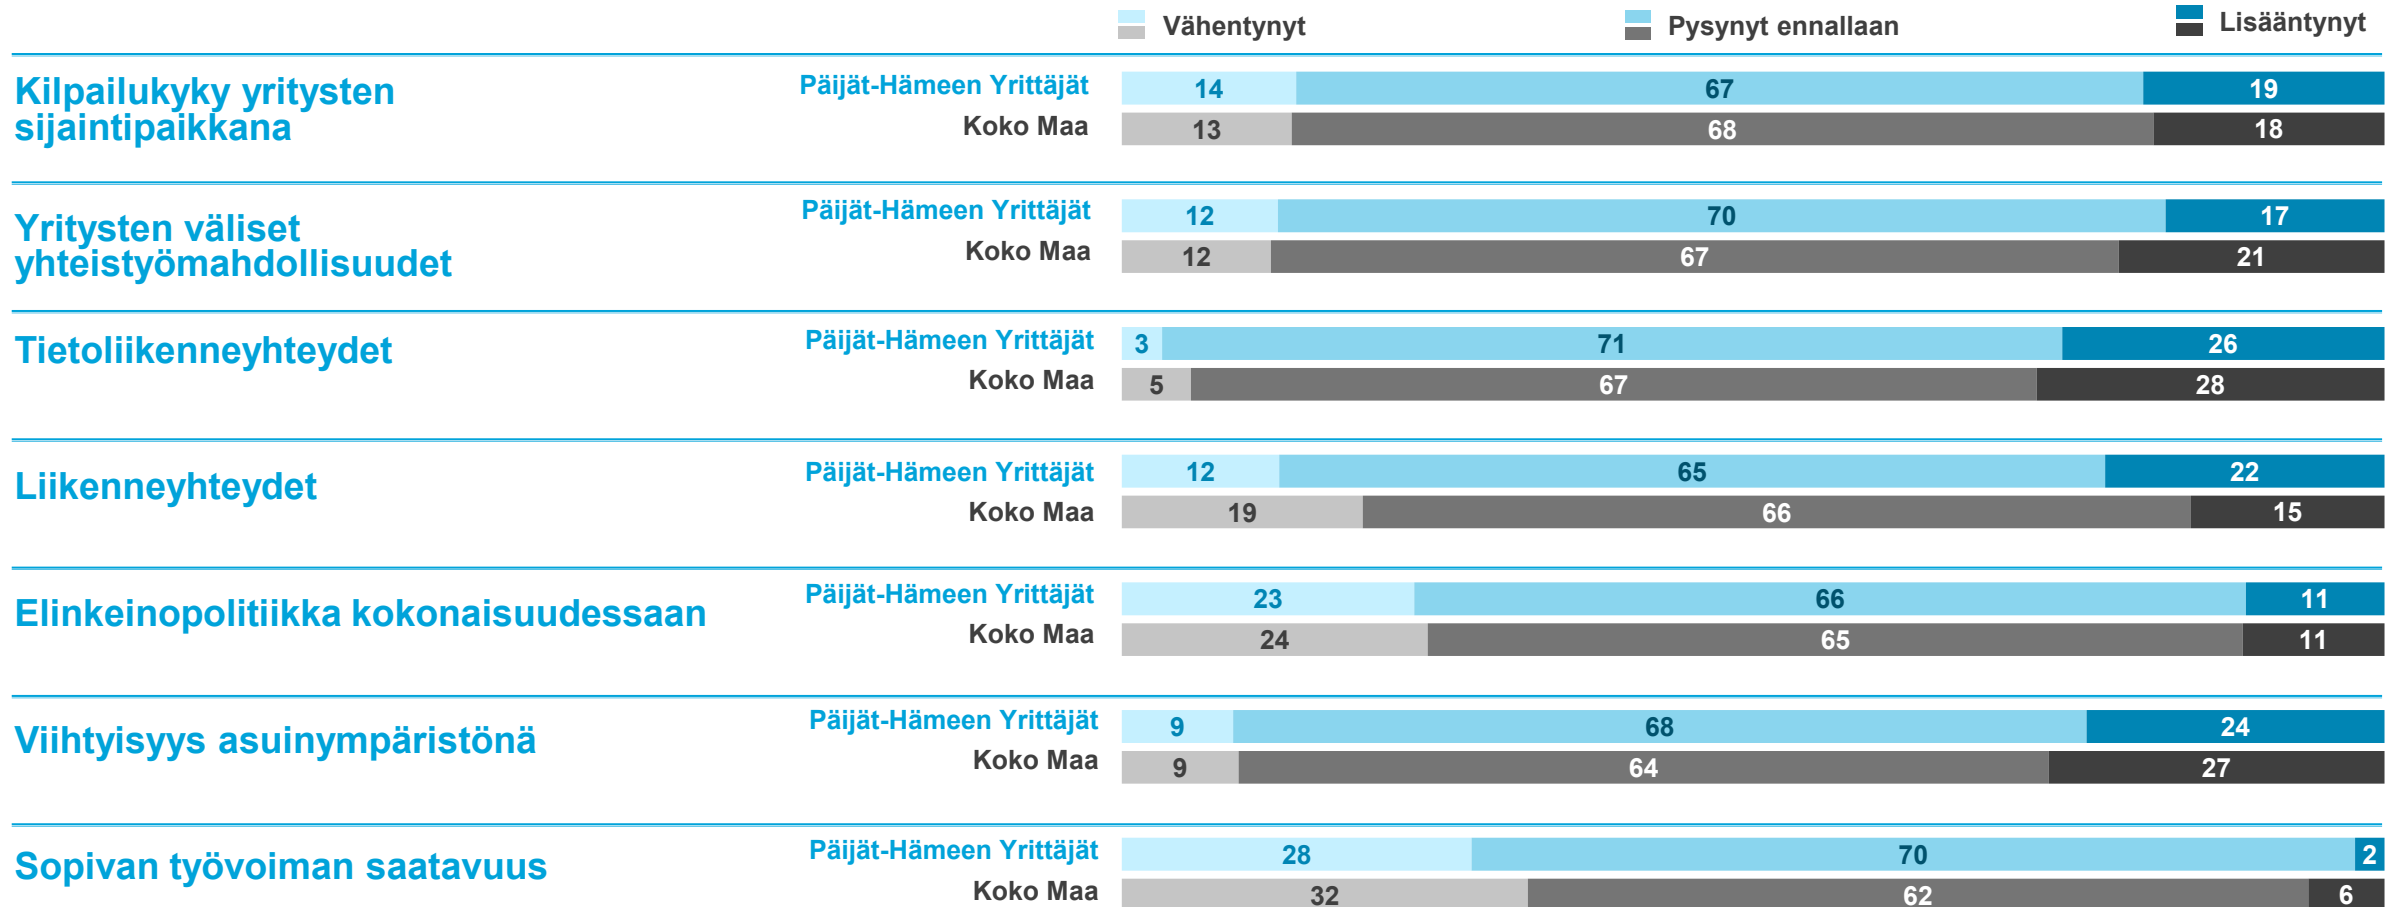 Vähentynyt Pysynyt ennallaan Lisääntynyt
Kilpailukyky yritysten
sijaintipaikkana
Päijät-Hämeen Yrittäjät 14 67 19
Koko Maa 13 68 18
Yritysten väliset
yhteistyömahdollisuudet
Päijät-Hämeen Yrittäjät 12 70 17
Koko Maa 12 67 21
Tietoliikenneyhteydet
Päijät-Hämeen Yrittäjät 3 71 26
Koko Maa 5 67 28
Liikenneyhteydet
Päijät-Hämeen Yrittäjät 12 65 22
Koko Maa 19 66 15
Elinkeinopolitiikka kokonaisuudessaan
Päijät-Hämeen Yrittäjät 23 66 11
Koko Maa 24 65 11
Viihtyisyys asuinympäristönä
Päijät-Hämeen Yrittäjät 9 68 24
Koko Maa 9 64 27
Sopivan työvoiman saatavuus
Päijät-Hämeen Yrittäjät 28 70 2
Koko Maa 32 62 6